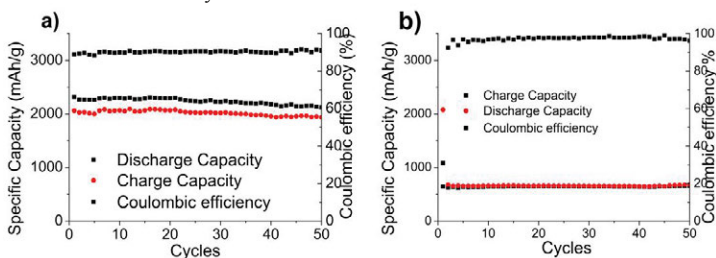 a)
Specific Capacity (mAh/g)
3000
2000
1000
0
Discharge Capacity
Charge Capacity
Coulombic efficiency
0 10 20 30 40 50
Cycles
100
80
60
40
20
0
Coulombic efficiency (%)
b)
Specific Capacity (mAh/g)
3000
2000
1000
0
Charge Capacity
Discharge Capacity
Coulombic efficiency
0 10 20 30 40 50
Cycles
100
80
60
40
20
0
Coulombic efficiency %